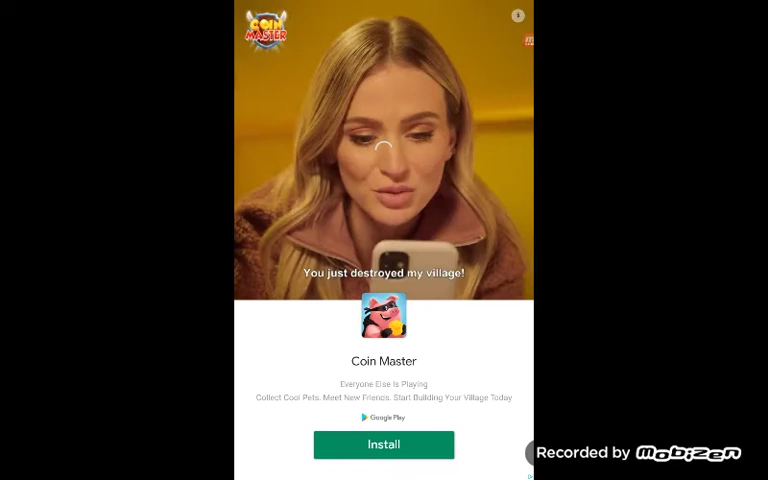 COIN
MASTER
You just destroyed my village!
Coin Master
Everyone Else Is Playing
Collect Cool Pets. Meet New Friends. Start Building Your Village Today
Google Play
Install
Recorded by MOBIZEN